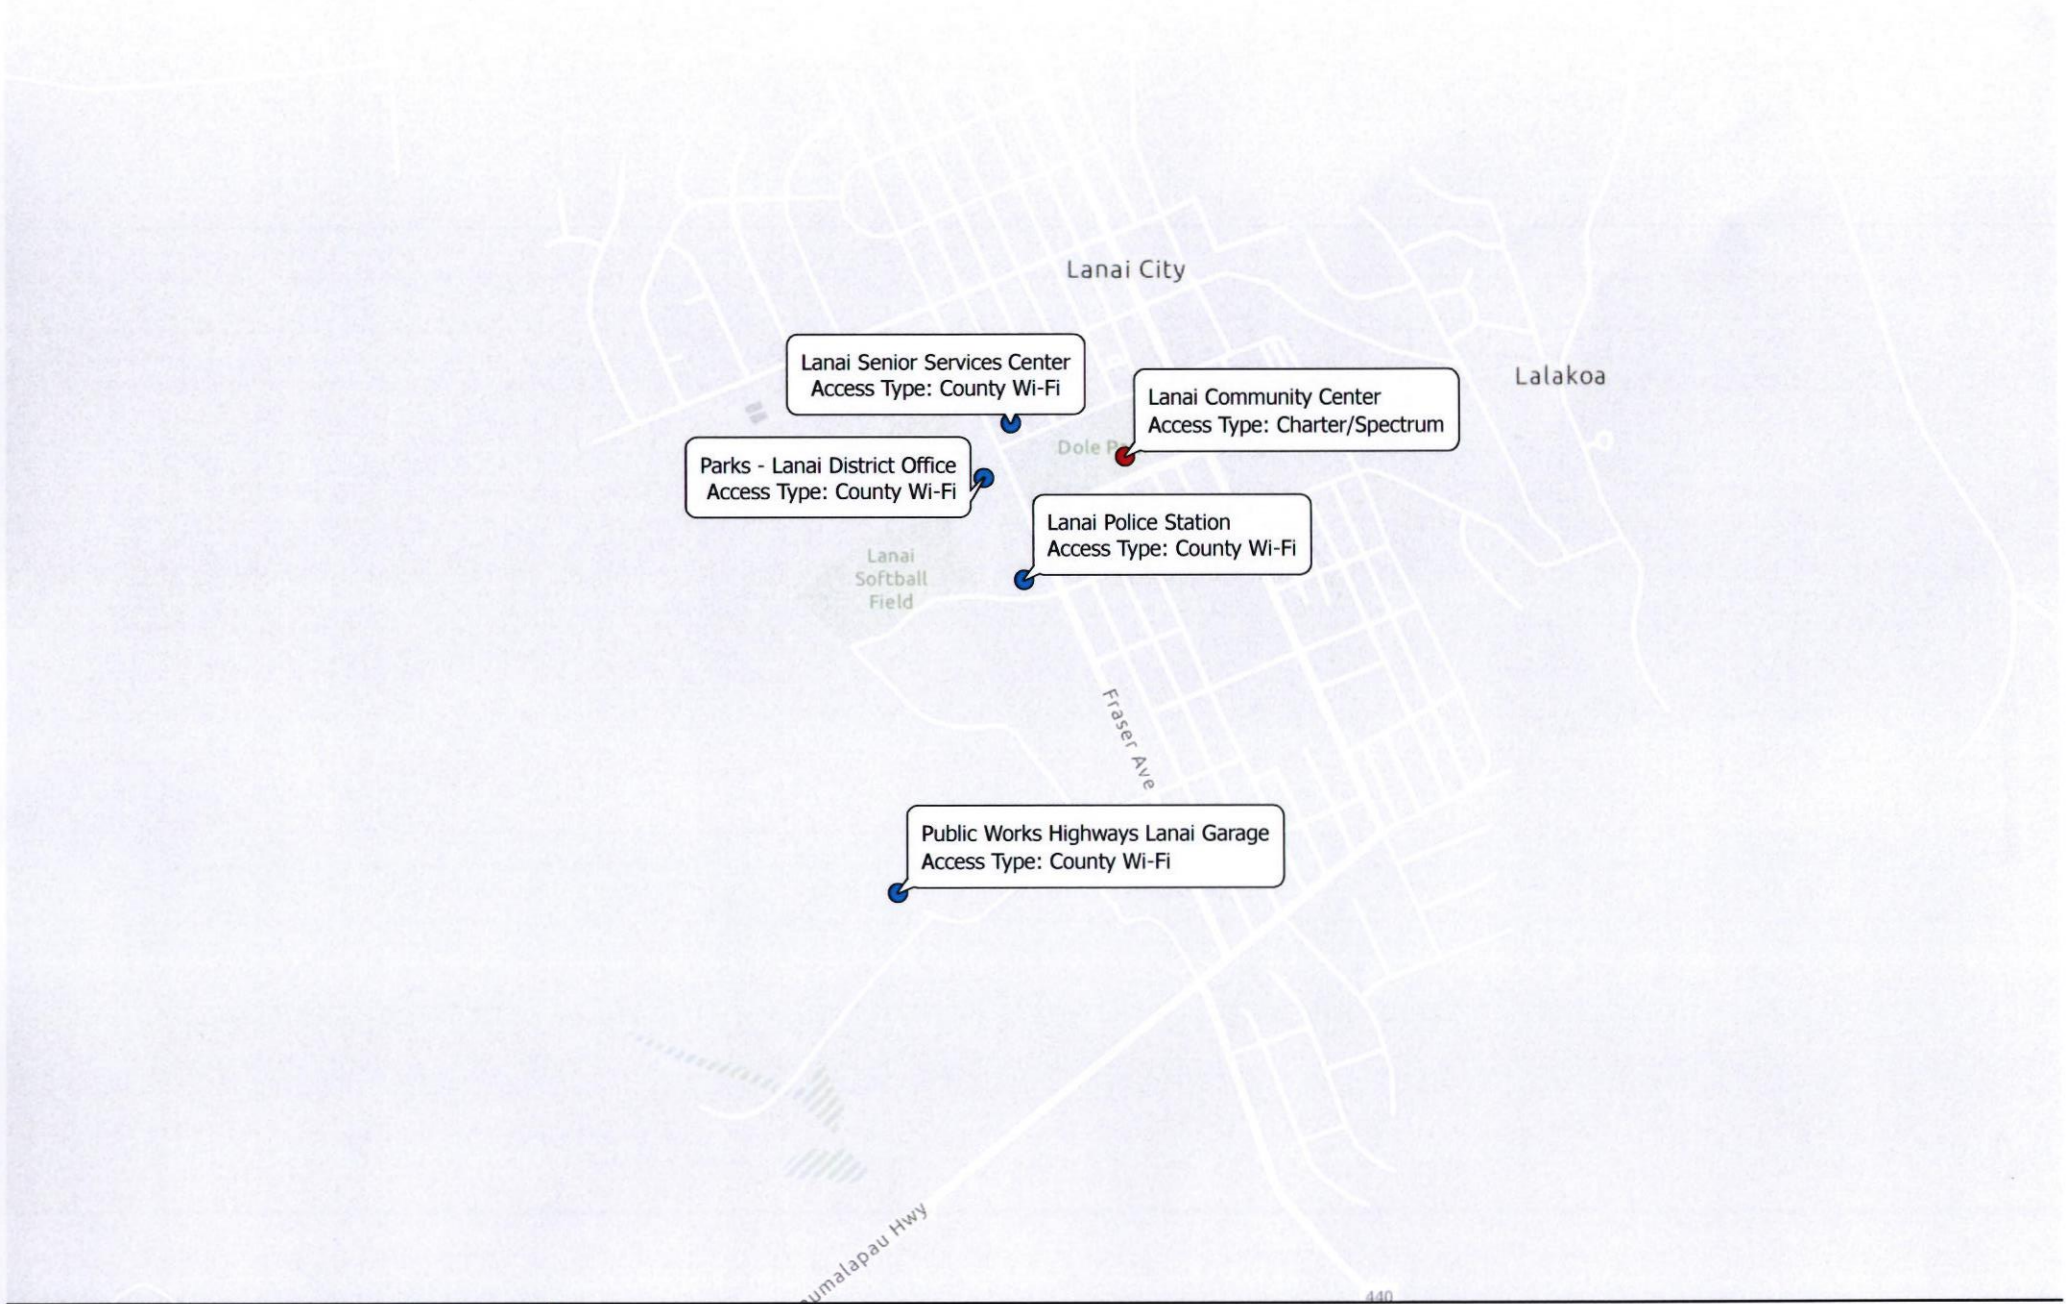 Lanai City
Lanai Senior Services Center
Access Type: County Wi-Fi
Lanai Community Center
Access Type: Charter/Spectrum
Lalakoa
Dole
Parks - Lanai District Office
Access Type: County Wi-Fi
Lanai Police Station
Access Type: County Wi-Fi
Lanai
Softball
Field
Fraser Ave
Public Works Highways Lanai Garage
Access Type: County Wi-Fi
umalapau Hwy
440